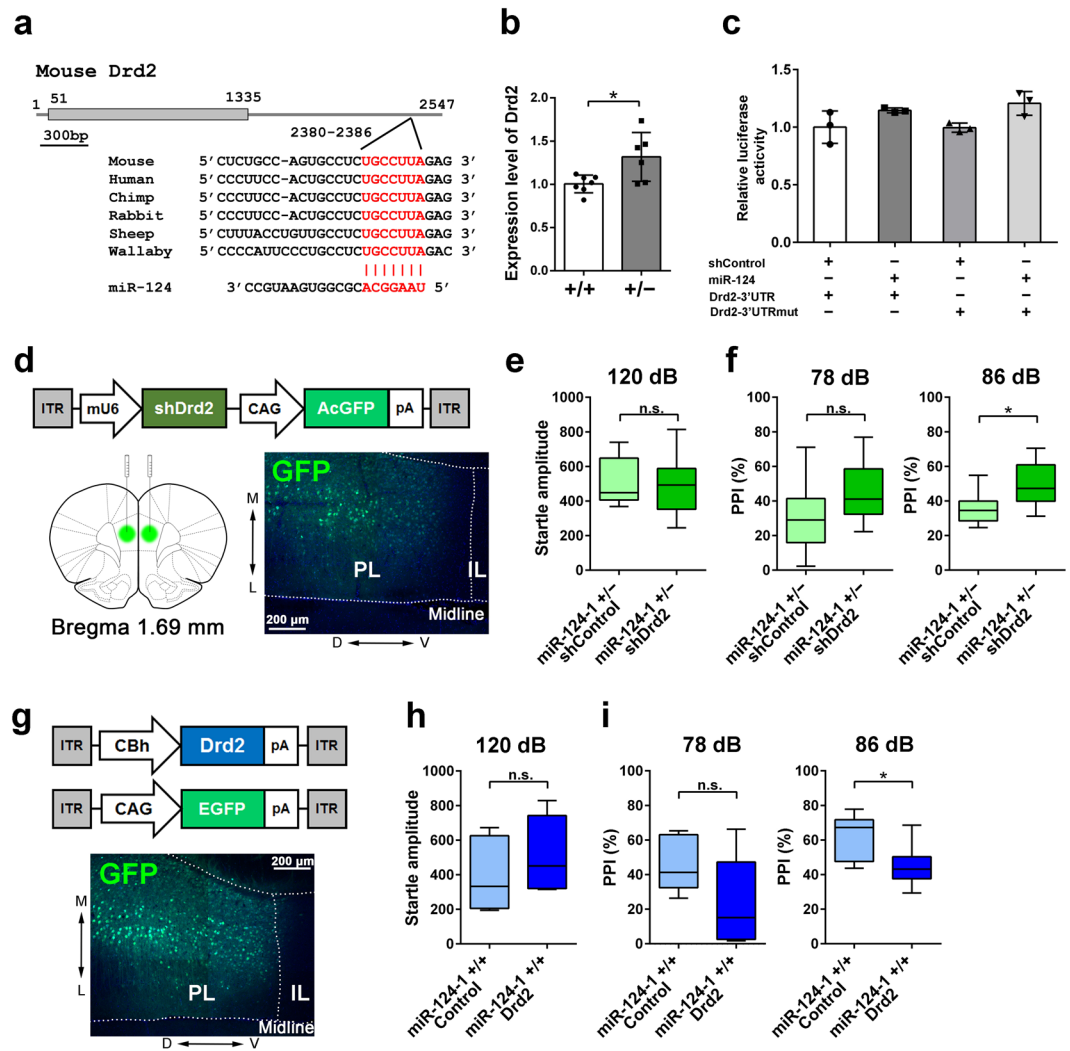 a
Mouse Drd2
1 51 1335 2547
300bp
2380-2386
Mouse 5’ CUCUGCC-AGUGCCUCUGCCUUAGAG 3’
Human 5’ CCCUUCC-ACUGCCUCUGCCUUAGAG 3’
Chimp 5’ CCCUUCC-ACUGCCUCUGCCUUAGAG 3’
Rabbit 5’ CCCUUCC-ACUGCCUCUGCCUUAGAG 3’
Sheep 5’ CUUUACCUGUUGCCUCUGCCUUAGAG 3’
Wallaby 5’ CCCCAUUCCCUGCCUCUGCCUUAGAC 3’
miR-124 3’CCGUAAGUGGCGCACGGAAU 5’
b
Expression level of Drd2
2.0
1.5
1.0
0.5
0.0
*
+/+ +/−
c
Relative luciferase
acticvity
1.5
1.0
0.5
0.0
shControl + − + −
miR-124 − + − +
Drd2-3’UTR + + − −
Drd2-3’UTRmut − − + +
d
ITR mU6 shDrd2 CAG AcGFP pA ITR
Bregma 1.69 mm
GFP
PL
IL
Midline
200 µm
M
L
D V
e
120 dB
Startle amplitude
1000
800
600
400
200
0
n.s.
miR-124-1 +/−
shControl
miR-124-1 +/−
shDrd2
f
78 dB
PPI (%)
100
80
60
40
20
0
n.s.
miR-124-1 +/−
shControl
miR-124-1 +/−
shDrd2
86 dB
PPI (%)
100
80
60
40
20
0
*
miR-124-1 +/−
shControl
miR-124-1 +/−
shDrd2
g
ITR CBh Drd2 pA ITR
ITR CAG EGFP pA ITR
GFP
200 µm
M
L
PL
IL
Midline
D V
h
120 dB
Startle amplitude
1000
800
600
400
200
0
n.s.
miR-124-1 +/+
Control
miR-124-1 +/+
Drd2
i
78 dB
PPI (%)
100
80
60
40
20
0
n.s.
miR-124-1 +/+
Control
miR-124-1 +/+
Drd2
86 dB
PPI (%)
100
80
60
40
20
0
*
miR-124-1 +/+
Control
miR-124-1 +/+
Drd2